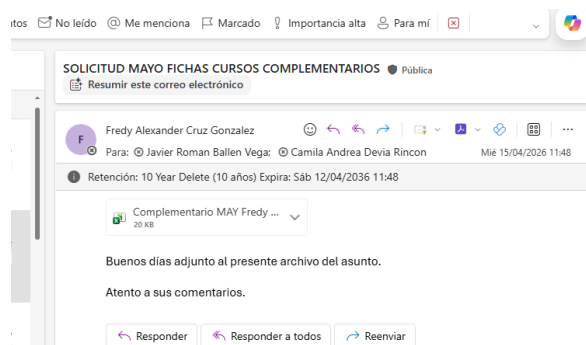 No leído @ Me menciona Marcado Importancia alta Para mí
SOLICITUD MAYO FICHAS CURSOS COMPLEMENTARIOS Pública
Resumir este correo electrónico
F
Fredy Alexander Cruz Gonzalez
Para: Javier Roman Ballen Vega; Camila Andrea Devia Rincon
Mié 15/04/2026 11:48
Retención: 10 Year Delete (10 años) Expira: Sáb 12/04/2036 11:48
Complementario MAY Fredy ...
20 KB
Buenos días adjunto al presente archivo del asunto.
Atento a sus comentarios.
Responder Responder a todos Reenviar